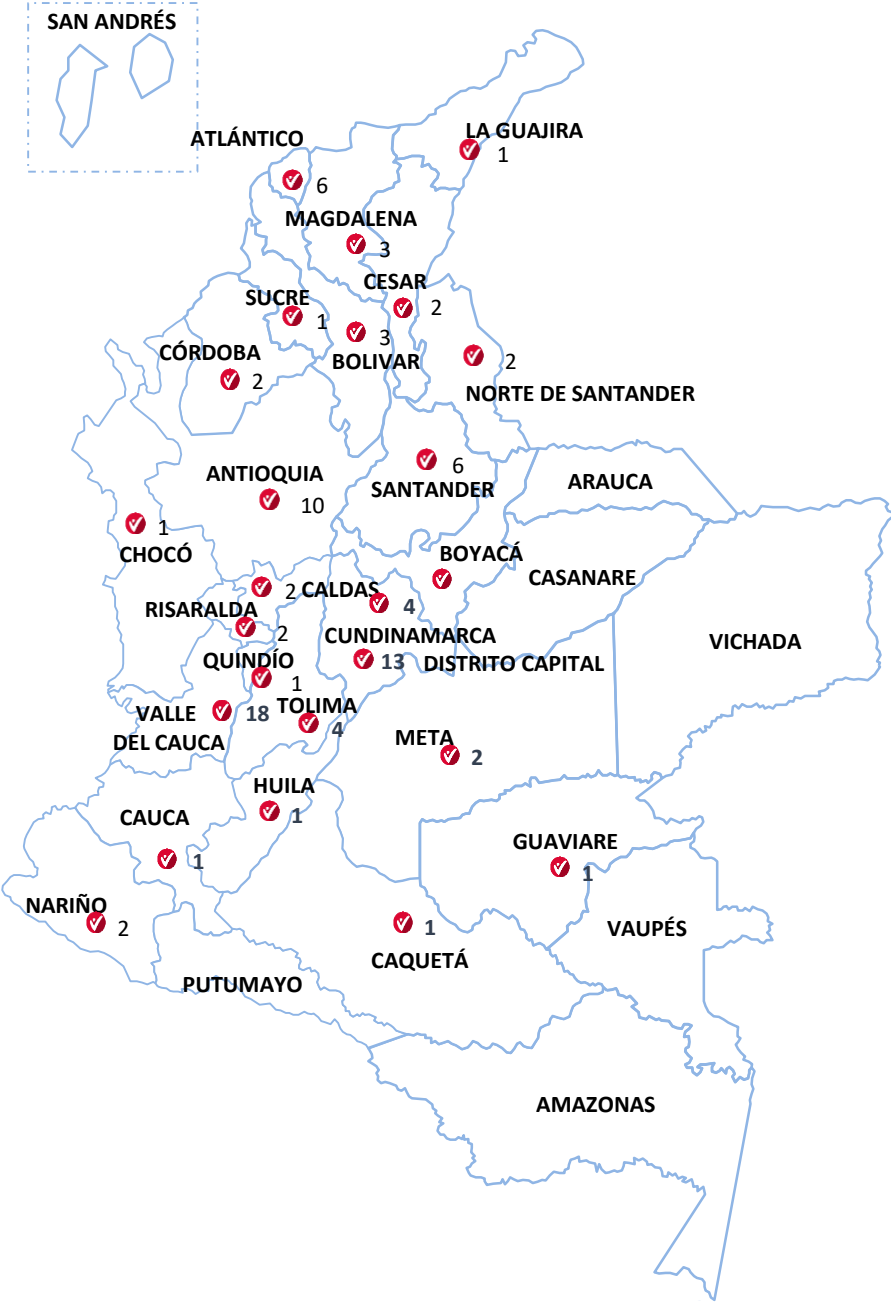 SAN ANDRÉS
LA GUAJIRA
1
ATLÁNTICO
6
MAGDALENA
3
CESAR
2
SUCRE
1
3
BOLIVAR
CÓRDOBA
2
2
NORTE DE SANTANDER
ANTIOQUIA
10
6
SANTANDER
ARAUCA
1
CHOCÓ
BOYACÁ
CASANARE
2
CALDAS
4
RISARALDA
2
CUNDINAMARCA
13
DISTRITO CAPITAL
VICHADA
QUINDÍO
1
VALLE
DEL CAUCA
18
TOLIMA
4
META
2
HUILA
1
CAUCA
1
GUAVIARE
1
NARIÑO
2
1
CAQUETÁ
VAUPÉS
PUTUMAYO
AMAZONAS